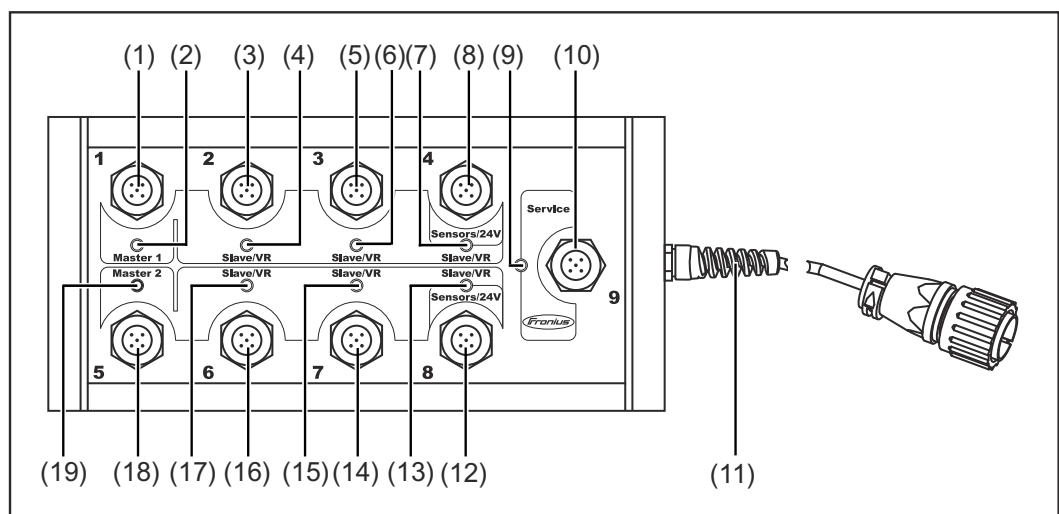 (1) (2) (3) (4) (5) (6) (7) (8) (9) (10)
1 2 3 4
Service
Sensors/24V
Master 1 Slave/VR Slave/VR Slave/VR
Master 2 Slave/VR Slave/VR Slave/VR
Sensors/24V
9
Fronius
5 6 7 8
(19) (18) (17) (16) (15) (14) (13) (12) (11)